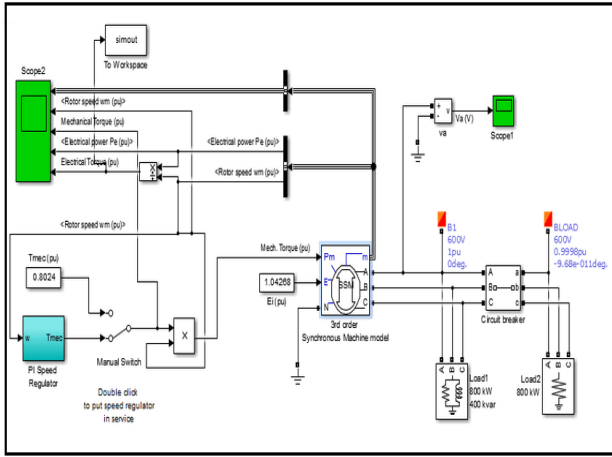 simout
To Workspace
Scope2
<Rotor speed wm (pu)>
Mechanical Torque (pu)
<Electrical power Pe (pu)>
Electrical Torque (pu)
<Electrical power Pe (pu)>
<Rotor speed wm (pu)>
<Rotor speed wm (pu)>
+
-
v
va
Va (V)
Scope1
B1
600V
1pu
0deg.
BLOAD
600V
0.9998pu
-9.68e-011deg.
Tmec (pu)
0.8024
w
Tmec
PI Speed
Regulator
Manual Switch
×
Double click
to put speed regulator
in service
Mech. Torque (pu)
1.04268
Ei (pu)
Pm
m
E
N
SSM
A
B
C
3rd order
Synchronous Machine model
A
a
B
b
C
c
Circuit breaker
A B C
Load1
800 kW
400 kvar
A B C
Load2
800 kW